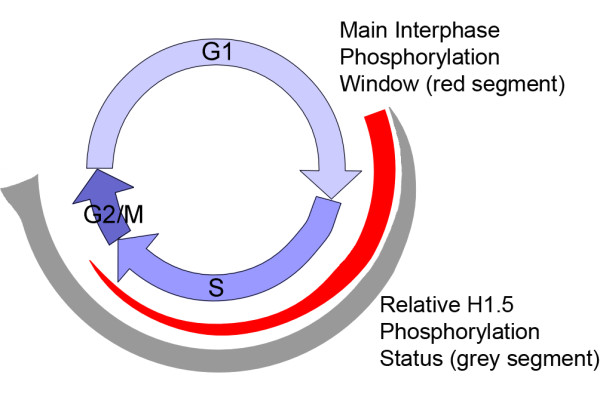 Main Interphase
Phosphorylation
Window (red segment)
G1
G2/M
S
Relative H1.5
Phosphorylation
Status (grey segment)